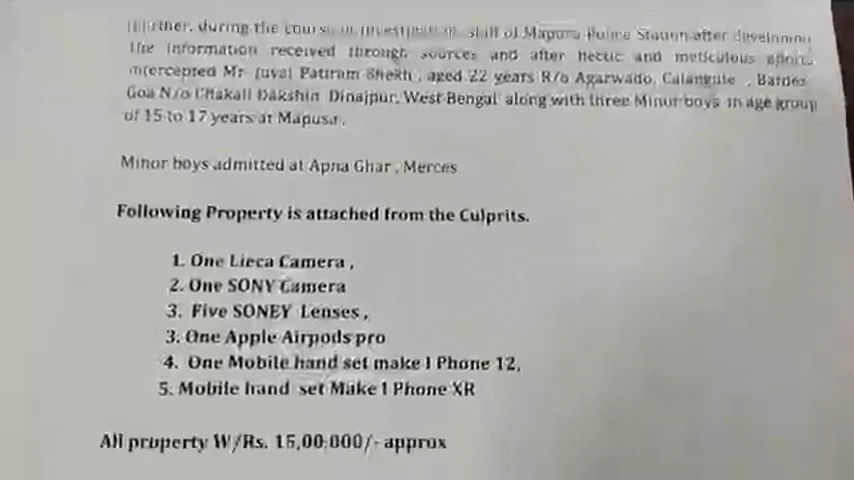 Further, during the course of investigation, staff of Mapusa Police Station after developing
the information received through sources and after hectic and meticulous efforts
intercepted Mr Juval Patiram Shekh , aged 22 years R/o Agarwado, Calangute , Bardez
Goa N/o Chakali Dakshin Dinajpur, West Bengal along with three Minor boys in age group
of 15 to 17 years at Mapusa .
Minor boys admitted at Apna Ghar , Merces
Following Property is attached from the Culprits.
1. One Lieca Camera ,
2. One SONY Camera
3. Five SONEY Lenses ,
3. One Apple Airpods pro
4. One Mobile hand set make I Phone 12,
5. Mobile hand set Make I Phone XR
All property W/Rs. 15,00,000/- approx